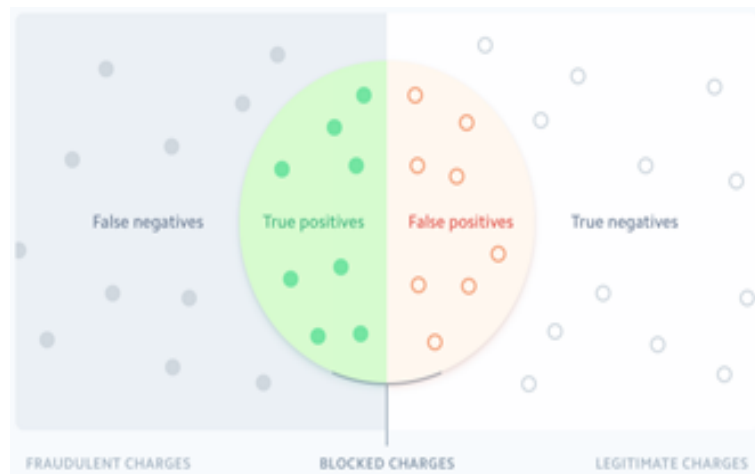 False negatives
True positives
False positives
True negatives
FRAUDULENT CHARGES
BLOCKED CHARGES
LEGITIMATE CHARGES